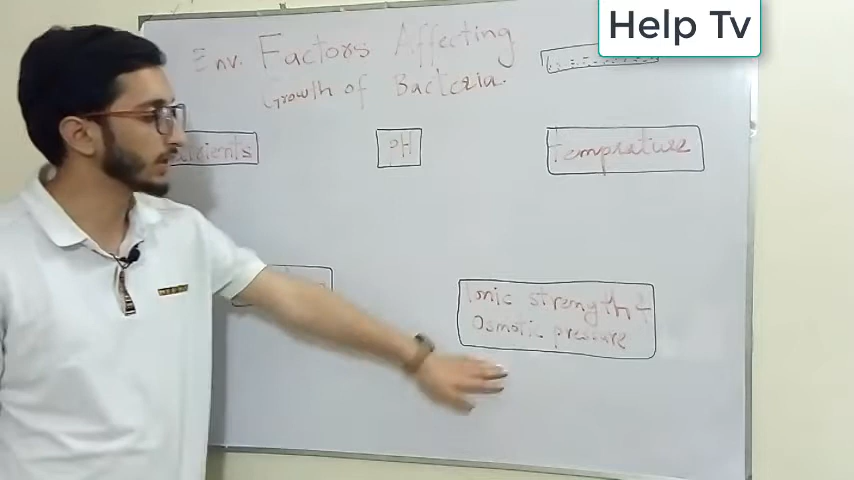 Help Tv
Env. Factors Affecting
Growth of Bacteria.
pH
Temprature
Ionic strength +
Osmotic pressure